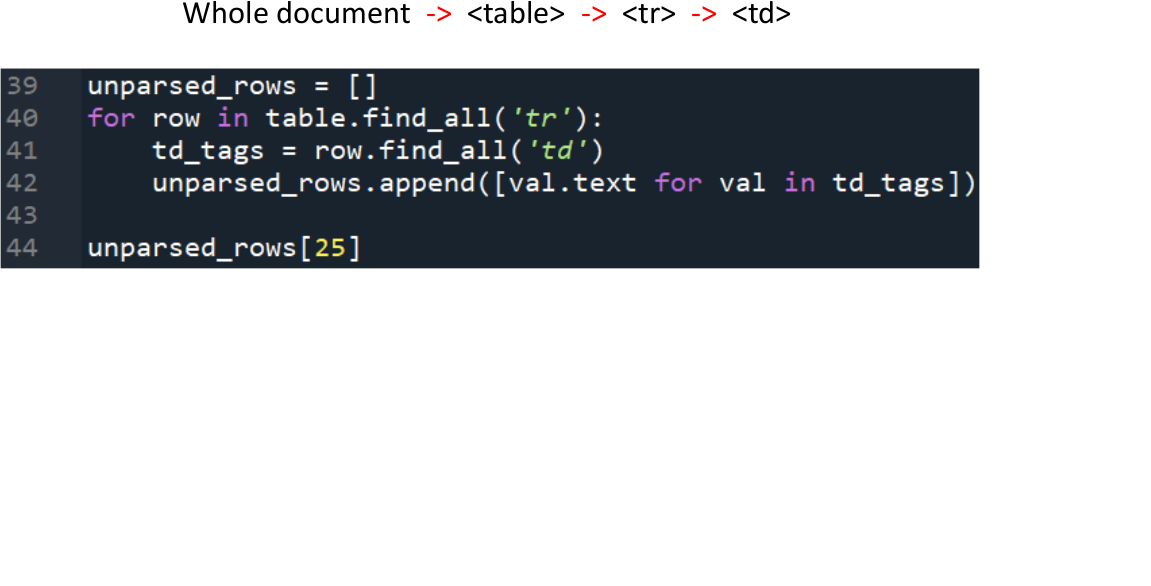 Whole document -> <table> -> <tr> -> <td>
39 unparsed_rows = []
40 for row in table.find_all('tr'):
41     td_tags = row.find_all('td')
42     unparsed_rows.append([val.text for val in td_tags])
43
44 unparsed_rows[25]